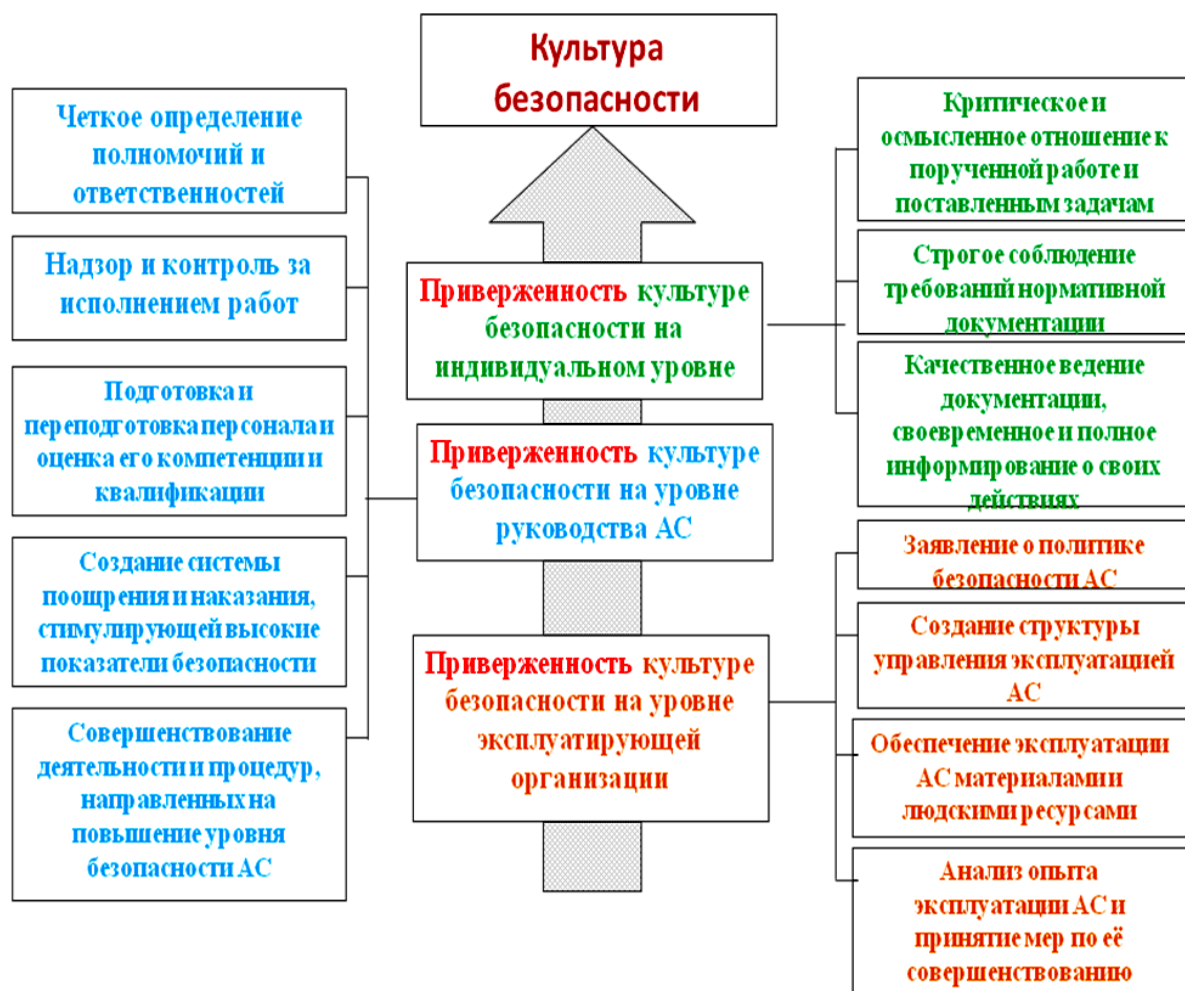 Культура
безопасности
Четкое определение
полномочий и
ответственностей
Надзор и контроль за
исполнением работ
Подготовка и
переподготовка персонала и
оценка его компетенции и
квалификации
Создание системы
поощрения и наказания,
стимулирующей высокие
показатели безопасности
Совершенствование
деятельности и процедур,
направленных на
повышение уровня
безопасности АС
Приверженность культуре
безопасности на
индивидуальном уровне
Приверженность культуре
безопасности на уровне
руководства АС
Приверженность культуре
безопасности на уровне
эксплуатирующей
организации
Критическое и
осмысленное отношение к
порученной работе и
поставленным задачам
Строгое соблюдение
требований нормативной
документации
Качественное ведение
документации,
своевременное и полное
информирование о своих
действиях
Заявление о политике
безопасности АС
Создание структуры
управления эксплуатацией
АС
Обеспечение эксплуатации
АС материалами и
людскими ресурсами
Анализ опыта
эксплуатации АС и
принятие мер по её
совершенствованию